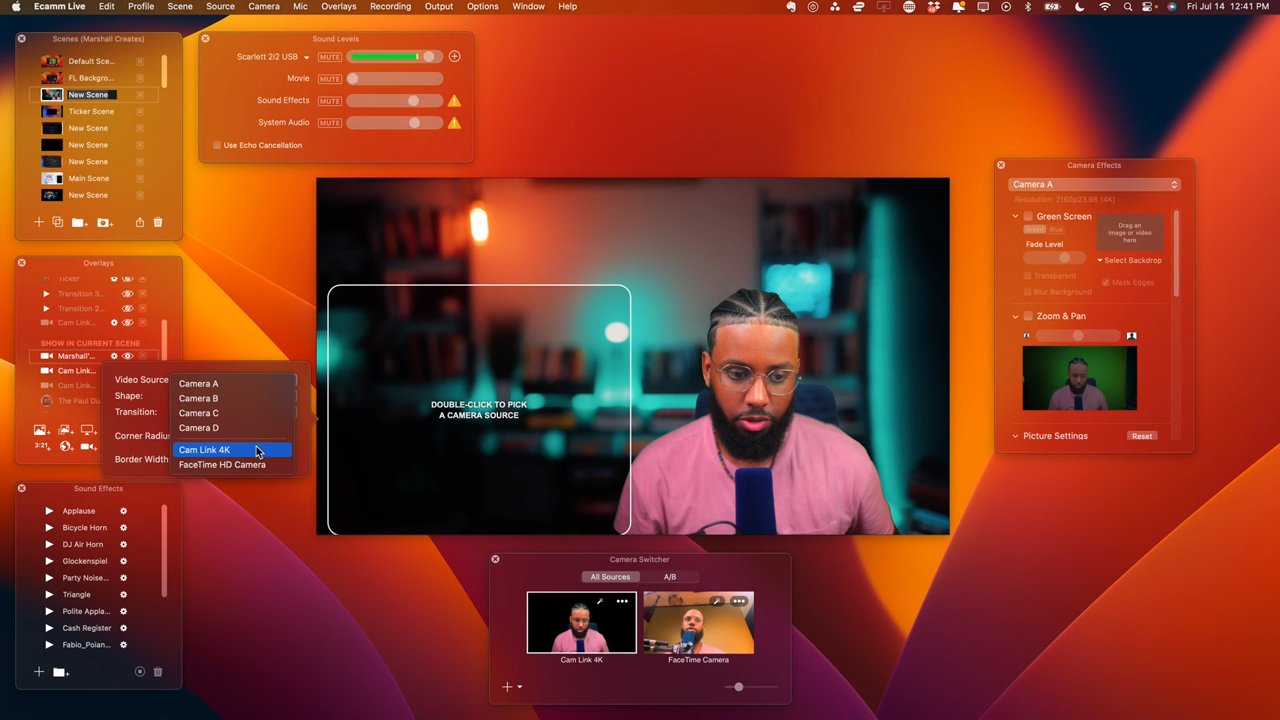 Ecamm Live Edit Profile Scene Source Camera Mic Overlays Recording Output Options Window Help Fri Jul 14 12:41 PM
Scenes (Marshall Creates)
Default Sce...
FL Backgro...
New Scene
Ticker Scene
New Scene
New Scene
New Scene
Main Scene
New Scene
Sound Levels
Scarlett 2i2 USB MUTE
Movie MUTE
Sound Effects MUTE
System Audio MUTE
Use Echo Cancellation
Overlays
Ticker
Transition 3...
Transition 2...
Cam Link...
SHOW IN CURRENT SCENE
Marshall'...
Cam Link...
Cam Link...
The Paul Du...
3:21
Video Source
Shape:
Transition:
Corner Radiu
Border Width
Camera A
Camera B
Camera C
Camera D
Cam Link 4K
FaceTime HD Camera
DOUBLE-CLICK TO PICK
A CAMERA SOURCE
Camera Effects
Camera A
Resolution: 2160p23.98 (4K)
Green Screen
Green Blue
Drag an
image or video
here
Fade Level
Select Backdrop
Transparent
Mask Edges
Blur Background
Zoom & Pan
Picture Settings Reset
Sound Effects
Applause
Bicycle Horn
DJ Air Horn
Glockenspiel
Party Noise...
Triangle
Polite Appla...
Cash Register
Fabio_Poian...
Camera Switcher
All Sources A/B
Cam Link 4K FaceTime Camera